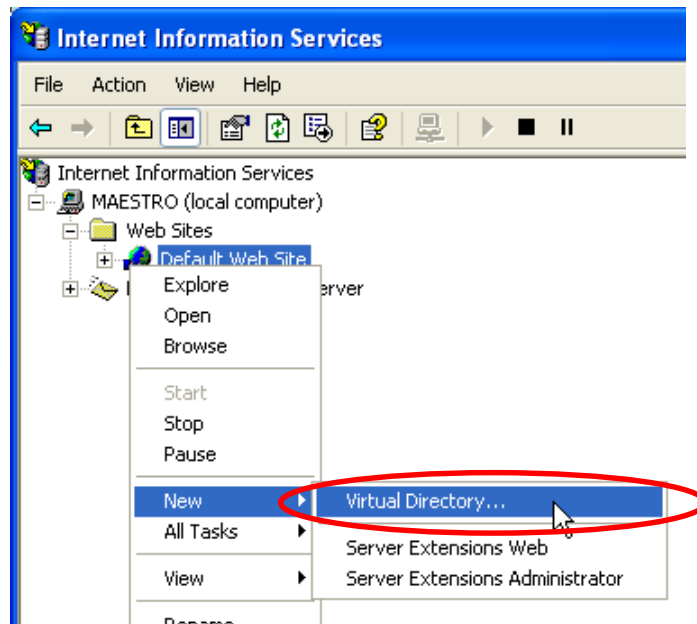 Internet Information Services
File Action View Help
Internet Information Services
MAESTRO (local computer)
Web Sites
Default Web Site
Explore
Open
Browse
Start
Stop
Pause
New
Virtual Directory...
All Tasks
Server Extensions Web
View
Server Extensions Administrator